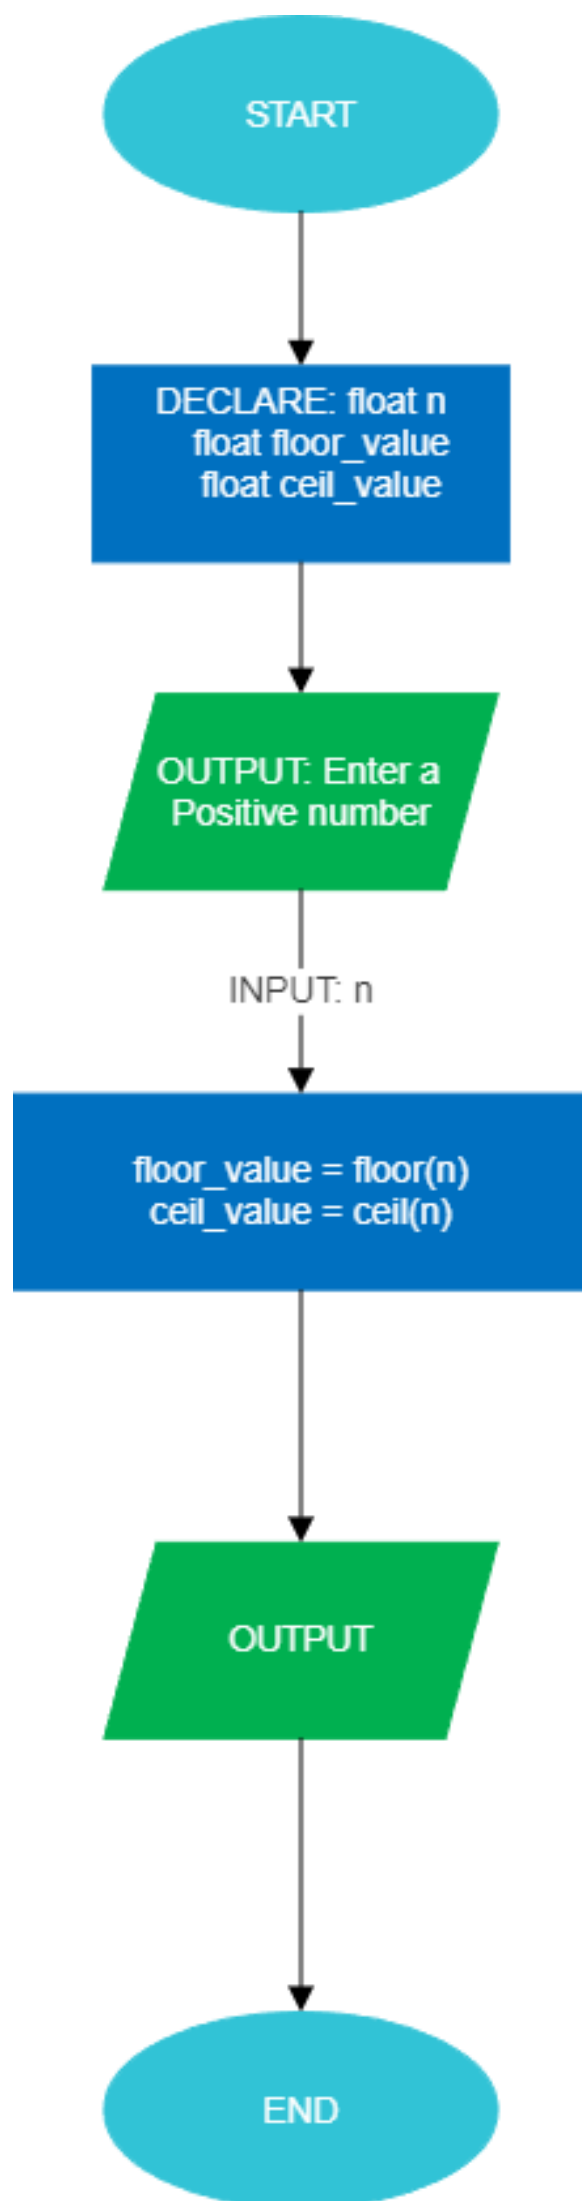 START
DECLARE: float n
float floor_value
float ceil_value
OUTPUT: Enter a
Positive number
INPUT: n
floor_value = floor(n)
ceil_value = ceil(n)
OUTPUT
END